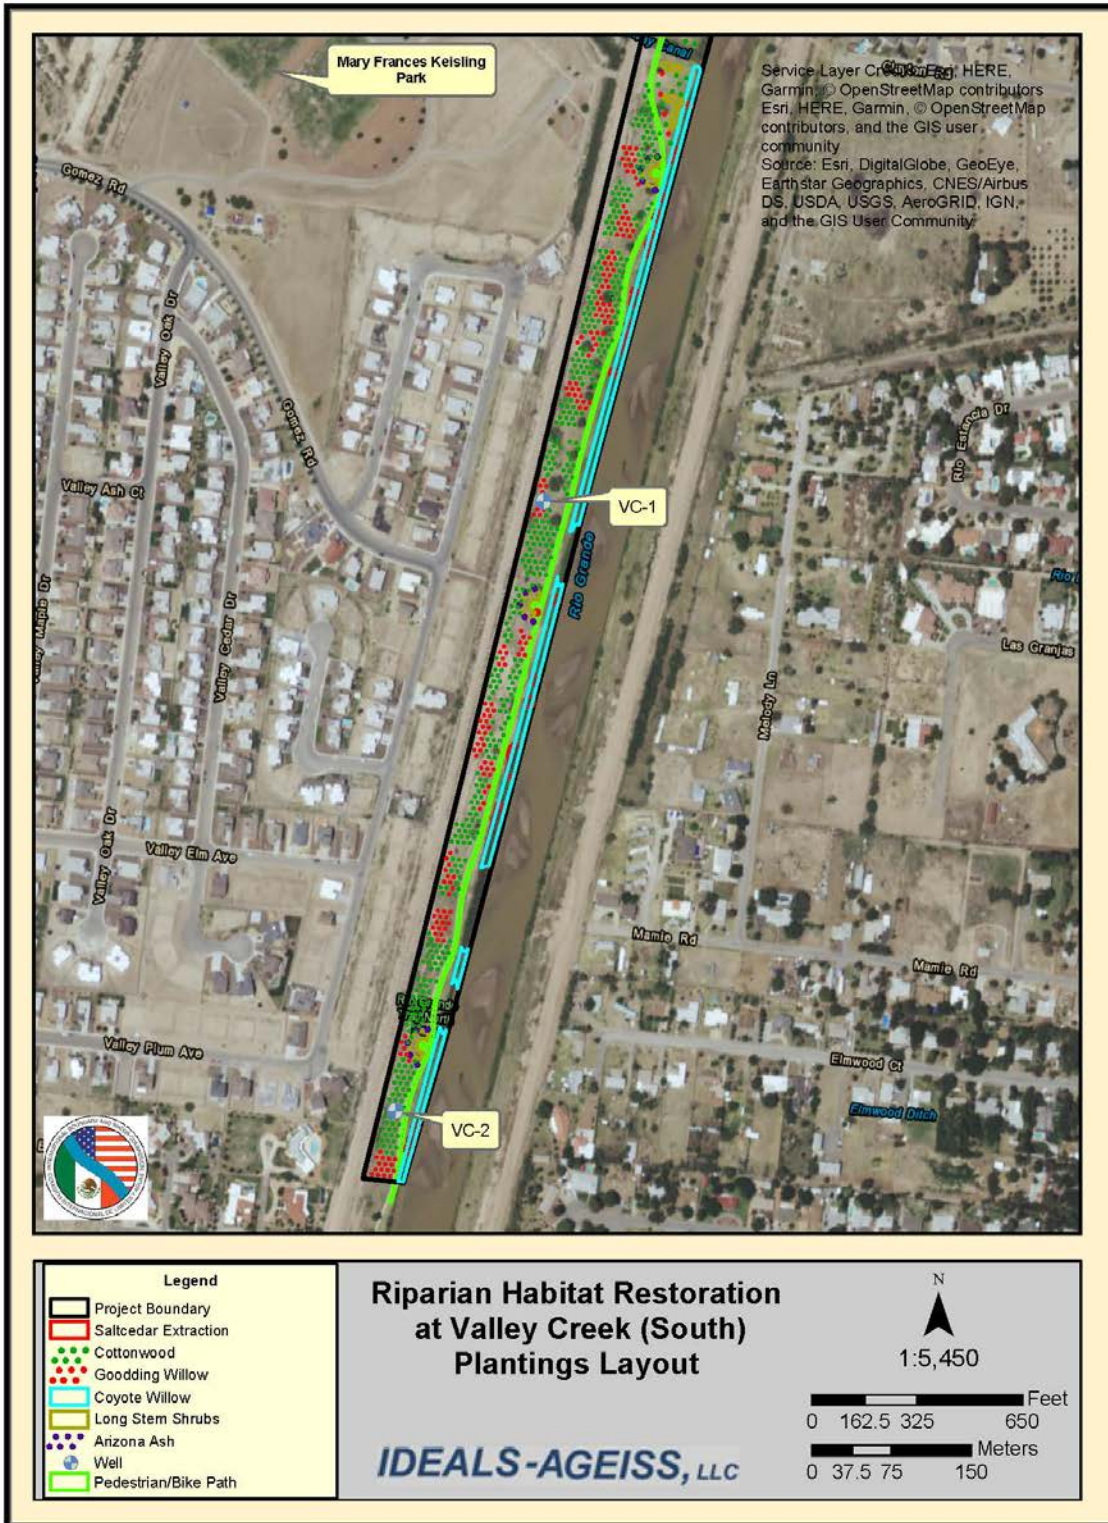 Mary Frances Keisling
Park
Canal
Service Layer Credits: Esri, HERE,
Garmin, © OpenStreetMap contributors
Esri, HERE, Garmin, © OpenStreetMap
contributors, and the GIS user
community
Source: Esri, DigitalGlobe, GeoEye,
Earthstar Geographics, CNES/Airbus
DS, USDA, USGS, AeroGRID, IGN,
and the GIS User Community
Gomez Rd
Valley Oak Dr
Gomez Rd
Rio Estancia Dr
Valley Ash Ct
VC-1
Rio Grande
Rio
Valley Maple Dr
Valley Cedar Dr
Las Granjas
Melody Ln
Valley Oak Dr
Valley Elm Ave
Mamie Rd
Mamie Rd
Valley Plum Ave
Elmwood Ct
Elmwood Ditch
VC-2
Legend
Project Boundary
Saltcedar Extraction
Cottonwood
Goodding Willow
Coyote Willow
Long Stem Shrubs
Arizona Ash
Well
Pedestrian/Bike Path
Riparian Habitat Restoration
at Valley Creek (South)
Plantings Layout
IDEALS-AGEISS, LLC
N
1:5,450
Feet
0 162.5 325 650
Meters
0 37.5 75 150